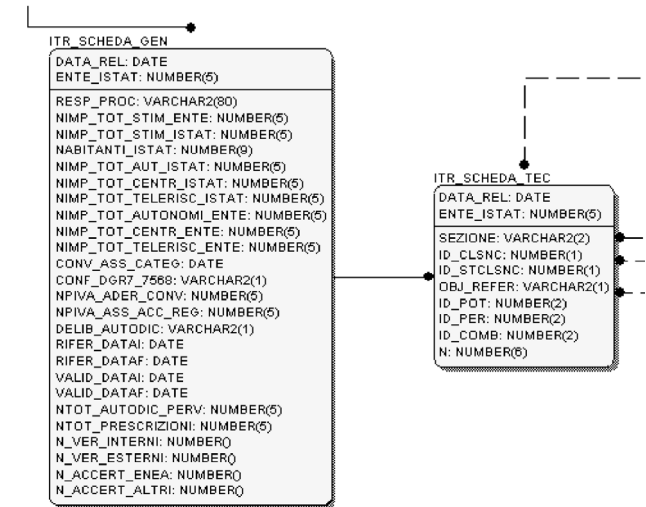 ITR_SCHEDA_GEN
DATA_REL: DATE
ENTE_ISTAT: NUMBER(5)
RESP_PROC: VARCHAR2(80)
NIMP_TOT_STIM_ENTE: NUMBER(5)
NIMP_TOT_STIM_ISTAT: NUMBER(5)
NABITANTI_ISTAT: NUMBER(9)
NIMP_TOT_AUT_ISTAT: NUMBER(5)
NIMP_TOT_CENTR_ISTAT: NUMBER(5)
NIMP_TOT_TELERISC_ISTAT: NUMBER(5)
NIMP_TOT_AUTONOMI_ENTE: NUMBER(5)
NIMP_TOT_CENTR_ENTE: NUMBER(5)
NIMP_TOT_TELERISC_ENTE: NUMBER(5)
CONV_ASS_CATEG: DATE
CONF_DGR7_7568: VARCHAR2(1)
NPIVA_ADER_CONV: NUMBER(5)
NPIVA_ASS_ACC_REG: NUMBER(5)
DELIB_AUTODIC: VARCHAR2(1)
RIFER_DATAI: DATE
RIFER_DATAF: DATE
VALID_DATAI: DATE
VALID_DATAF: DATE
NTOT_AUTODIC_PERV: NUMBER(5)
NTOT_PRESCRIZIONI: NUMBER(5)
N_VER_INTERNI: NUMBER()
N_VER_ESTERNI: NUMBER()
N_ACCERT_ENEA: NUMBER()
N_ACCERT_ALTRI: NUMBER()
ITR_SCHEDA_TEC
DATA_REL: DATE
ENTE_ISTAT: NUMBER(5)
SEZIONE: VARCHAR2(2)
ID_CLSNC: NUMBER(1)
ID_STCLSNC: NUMBER(1)
OBJ_REFER: VARCHAR2(1)
ID_POT: NUMBER(2)
ID_PER: NUMBER(2)
ID_COMB: NUMBER(2)
N: NUMBER(6)